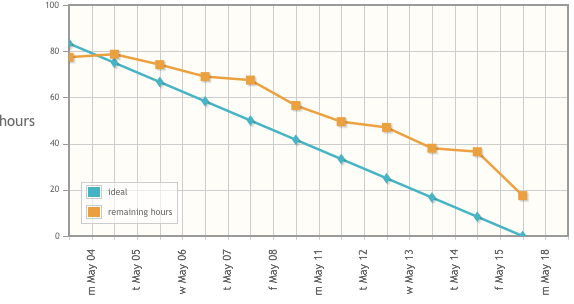 100
80
60
40
20
0
hours
ideal
remaining hours
m May 04
t May 05
w May 06
t May 07
f May 08
m May 11
t May 12
w May 13
t May 14
f May 15
m May 18